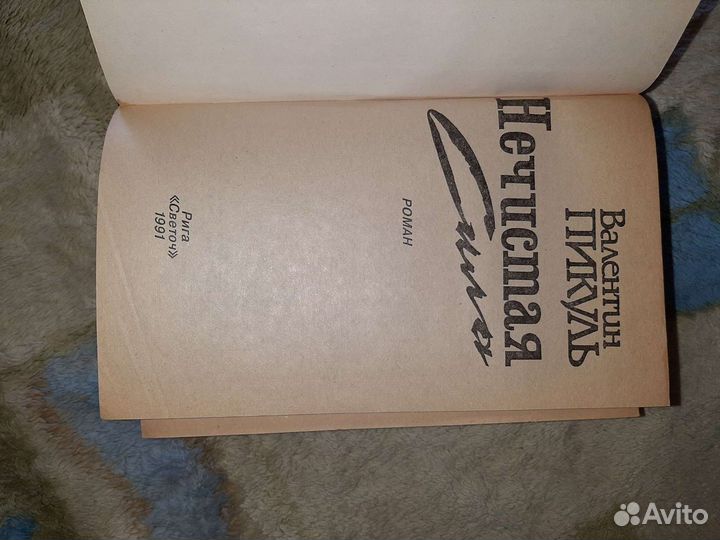 Валентин
ПИКУЛЬ
Нечистая
Сила
РОМАН
Рига
«Светоч»
1991
Avito